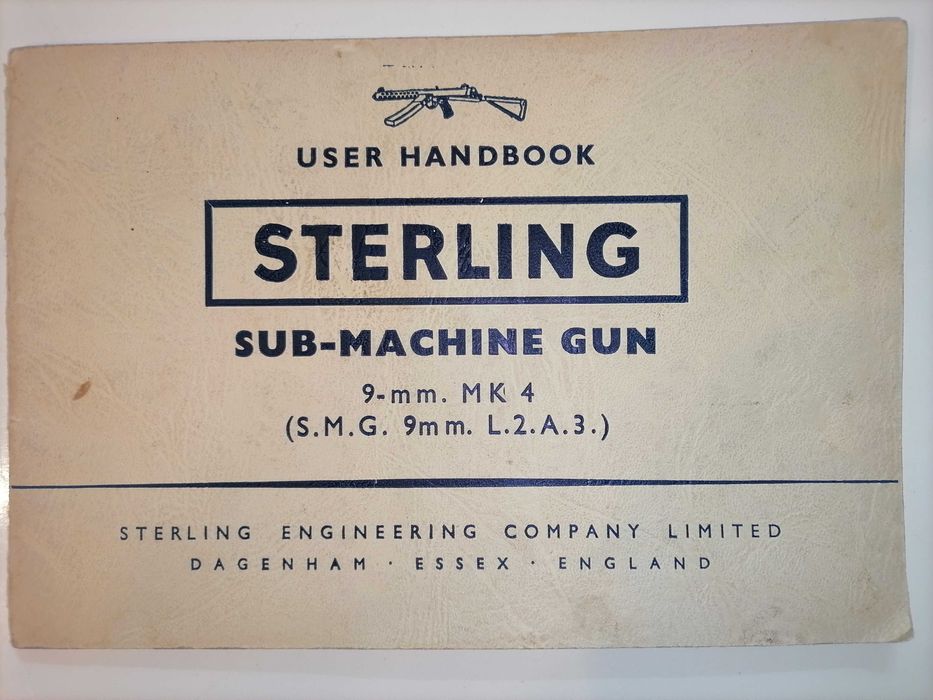 USER HANDBOOK
STERLING
SUB-MACHINE GUN
9-mm. MK 4
(S.M.G. 9mm. L.2.A.3.)
STERLING ENGINEERING COMPANY LIMITED
DAGENHAM · ESSEX · ENGLAND